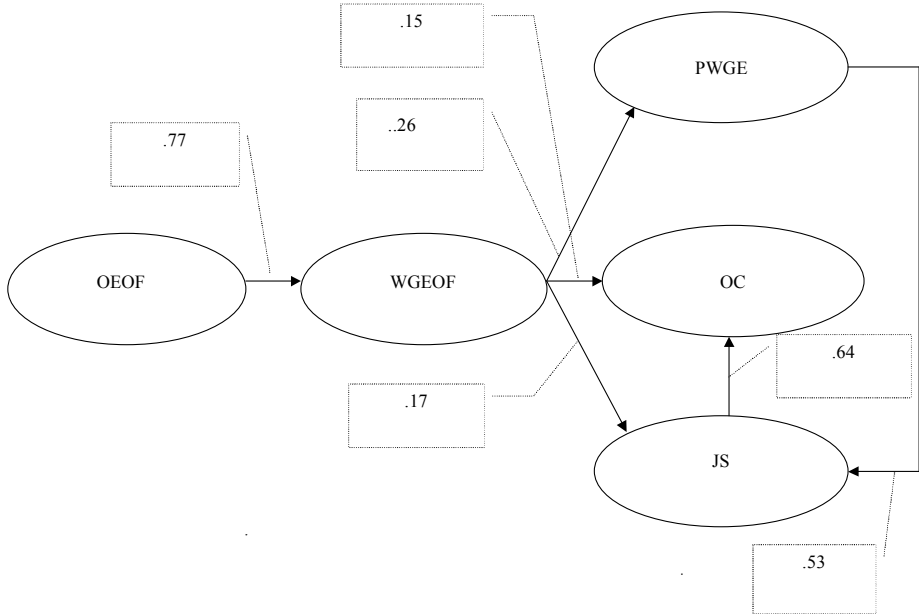 .15
PWGE
..26
.77
OEOF
WGEOF
OC
.64
.17
JS
.53